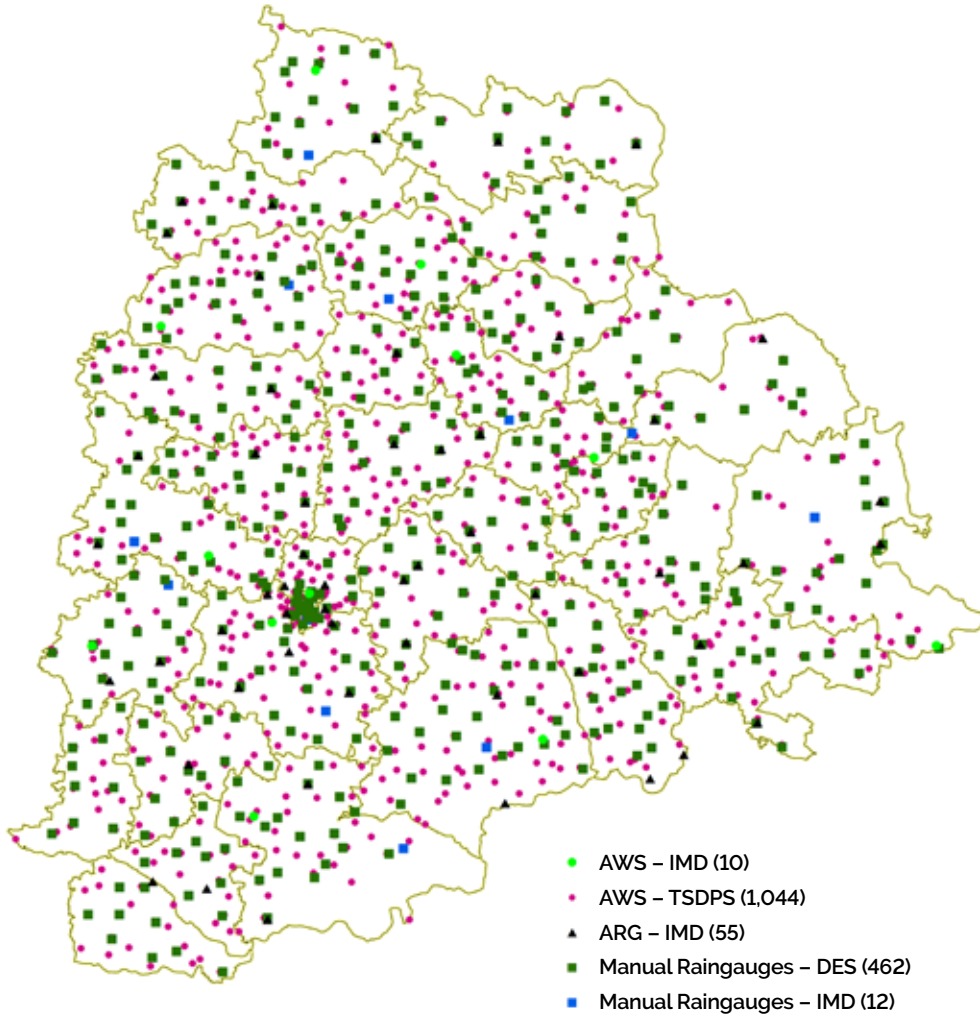 AWS – IMD (10)
AWS – TSDPS (1,044)
ARG – IMD (55)
Manual Raingauges – DES (462)
Manual Raingauges – IMD (12)